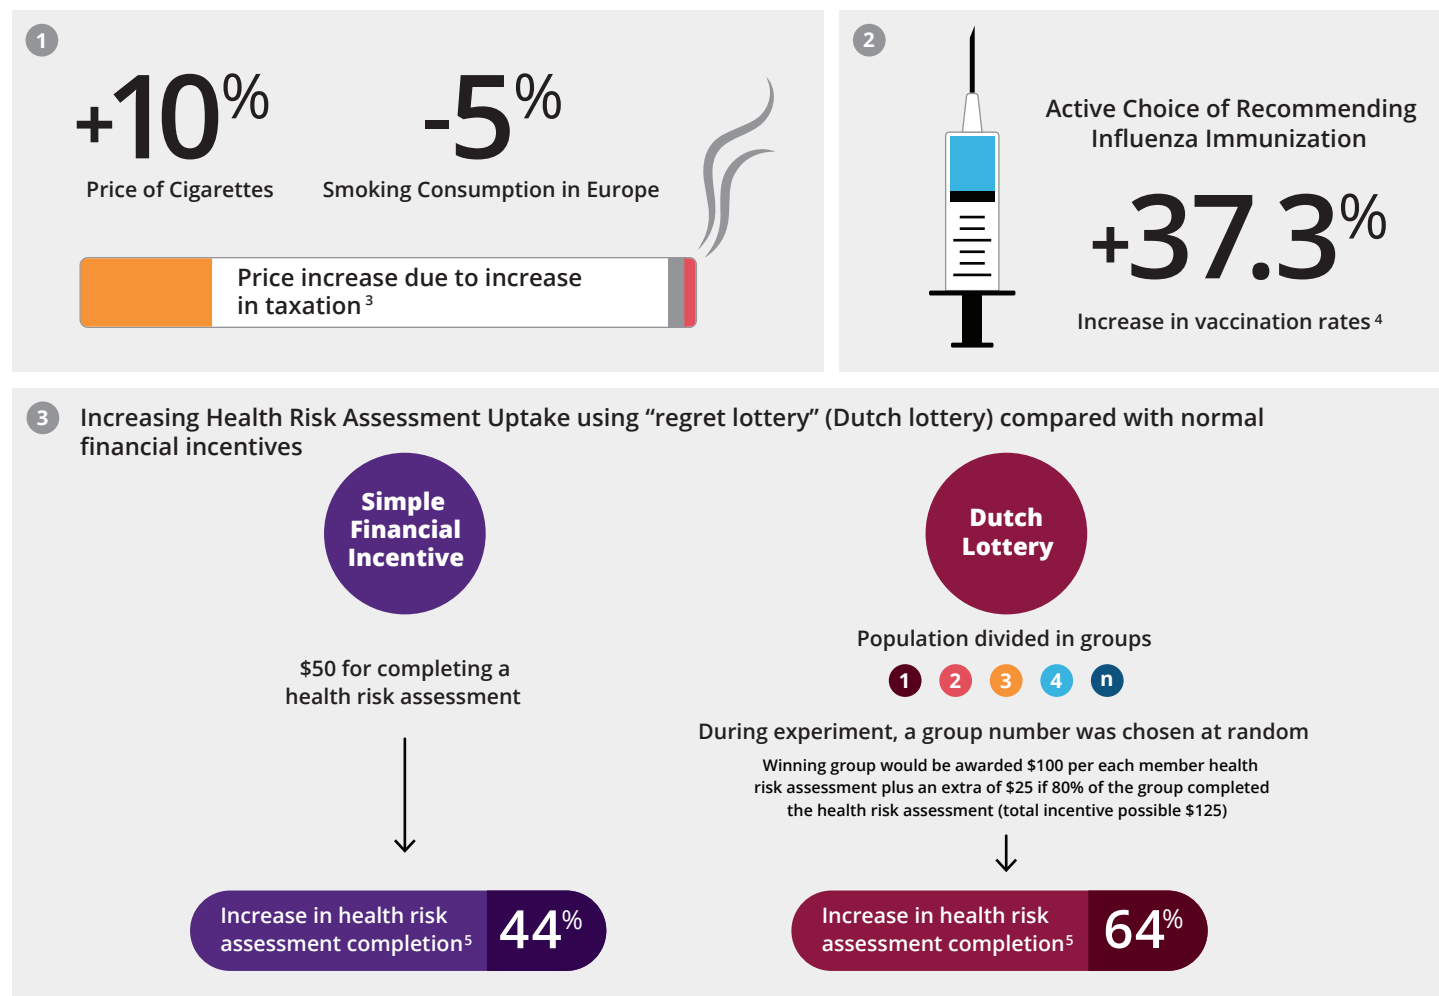 1
+10%
Price of Cigarettes
-5%
Smoking Consumption in Europe
Price increase due to increase
in taxation 3
2
Active Choice of Recommending
Influenza Immunization
+37.3%
Increase in vaccination rates 4
3
Increasing Health Risk Assessment Uptake using “regret lottery” (Dutch lottery) compared with normal
financial incentives
Simple
Financial
Incentive
$50 for completing a
health risk assessment
Increase in health risk
assessment completion5
44%
Dutch
Lottery
Population divided in groups
1 2 3 4 n
During experiment, a group number was chosen at random
Winning group would be awarded $100 per each member health
risk assessment plus an extra of $25 if 80% of the group completed
the health risk assessment (total incentive possible $125)
Increase in health risk
assessment completion5
64%